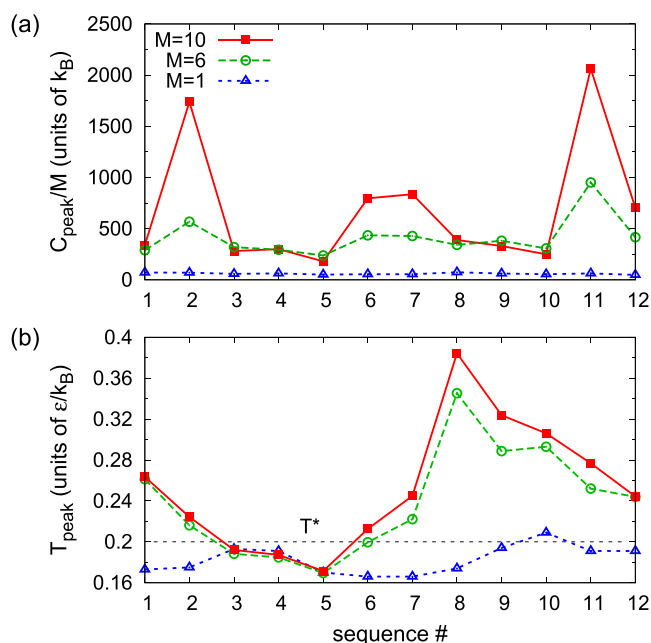 (a)
M=10
M=6
M=1
2500
2000
1500
1000
500
0
C_peak/M (units of k_B)
1 2 3 4 5 6 7 8 9 10 11 12
(b)
0.4
0.36
0.32
0.28
0.24
0.2
0.16
T_peak (units of ε/k_B)
T*
1 2 3 4 5 6 7 8 9 10 11 12
sequence #